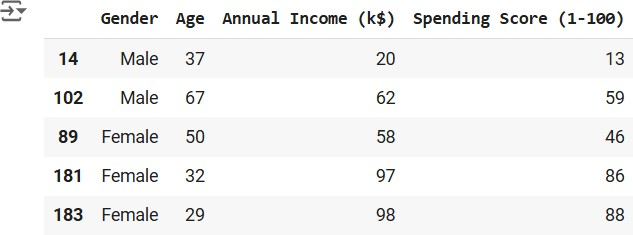 Gender Age Annual Income (k$) Spending Score (1-100)
14 Male 37 20 13
102 Male 67 62 59
89 Female 50 58 46
181 Female 32 97 86
183 Female 29 98 88